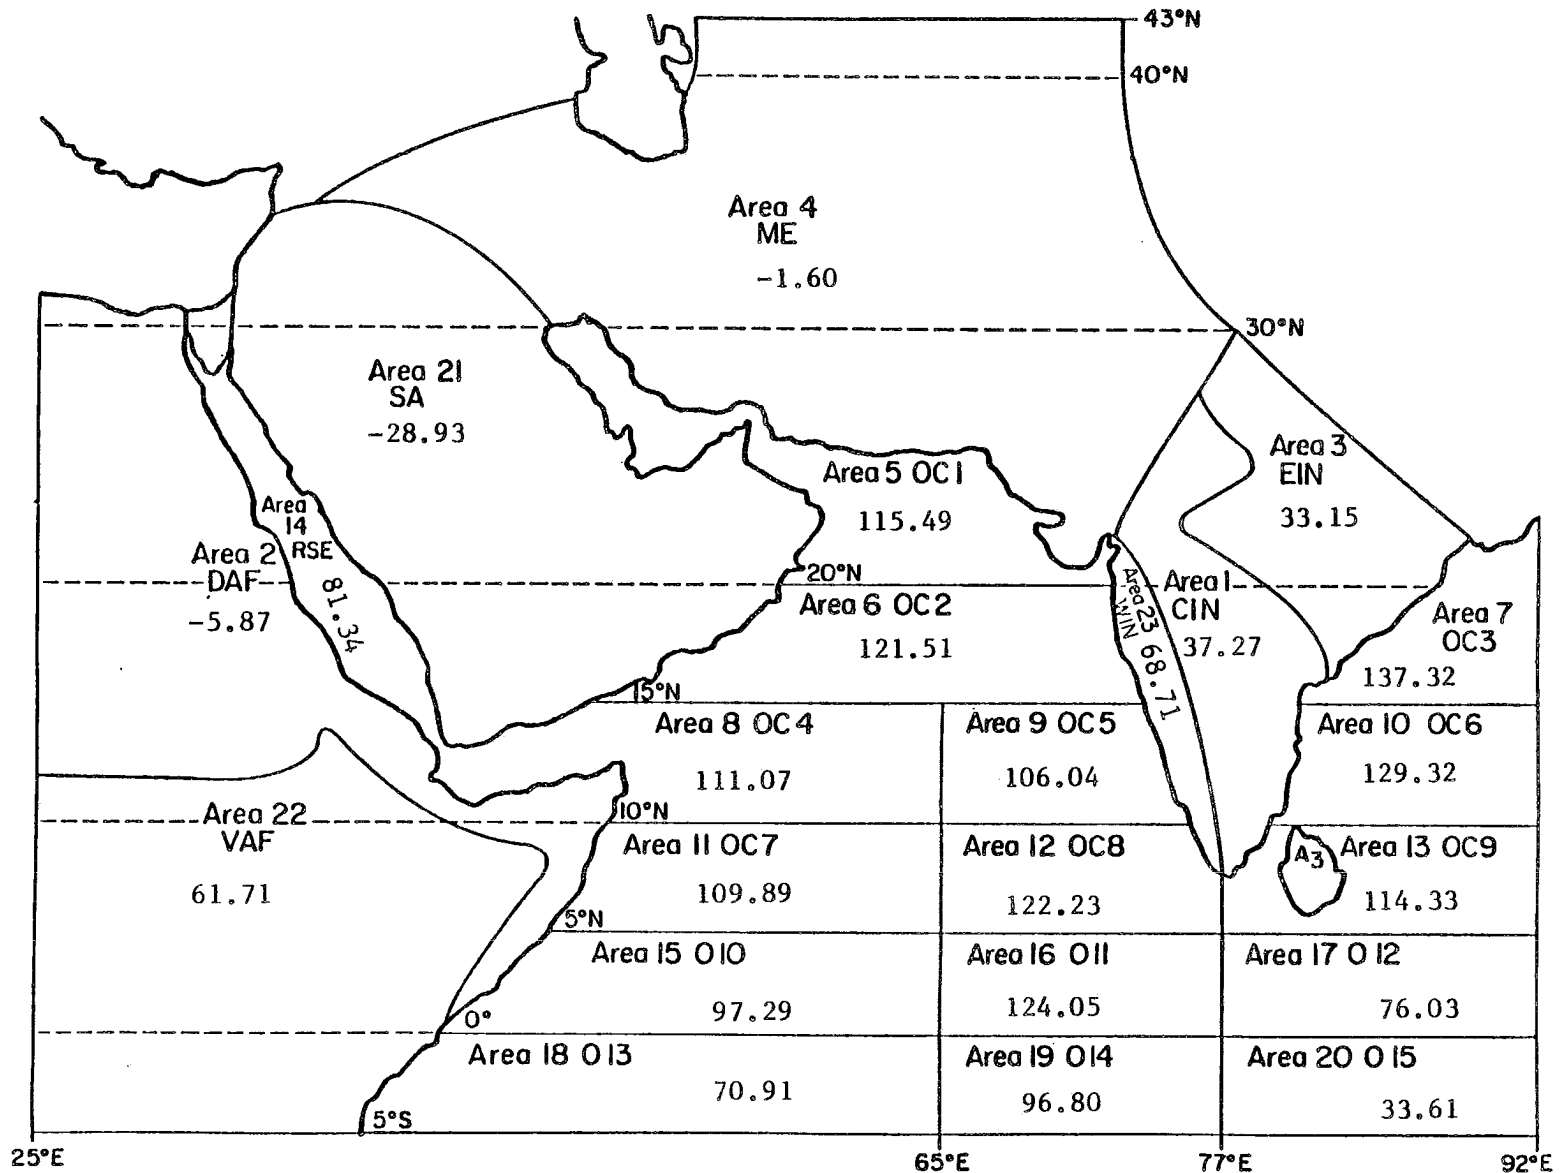 43°N
40°N
Area 4
ME
-1.60
30°N
Area 21
SA
-28.93
Area 3
EIN
33.15
Area 5 OC1
115.49
Area
14
RSE
81.34
Area 2
DAF
-5.87
20°N
Area 6 OC2
121.51
Area 23
WIN
68.71
Area 1
CIN
37.27
Area 7
OC3
137.32
15°N
Area 8 OC4
111.07
Area 9 OC5
106.04
Area 10 OC6
129.32
Area 22
VAF
61.71
10°N
Area 11 OC7
109.89
Area 12 OC8
122.23
A3
Area 13 OC9
114.33
5°N
Area 15 O10
97.29
Area 16 O11
124.05
Area 17 O12
76.03
0°
Area 18 O13
70.91
Area 19 O14
96.80
Area 20 O15
33.61
5°S
25°E
65°E
77°E
92°E